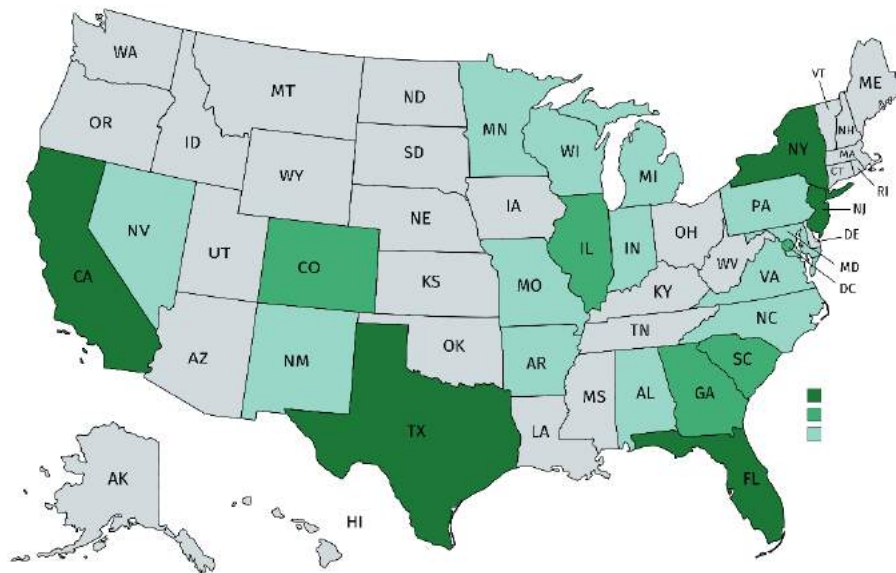 WA
MT
ND
MN
VT
ME
OR
ID
SD
WI
MI
NY
NH
MA
CT
RI
WY
IA
PA
NJ
NE
NV
UT
CO
IL
IN
OH
DE
WV
MD
VA
DC
CA
KS
MO
KY
NC
TN
AZ
NM
OK
AR
SC
MS
AL
GA
TX
LA
FL
AK
HI